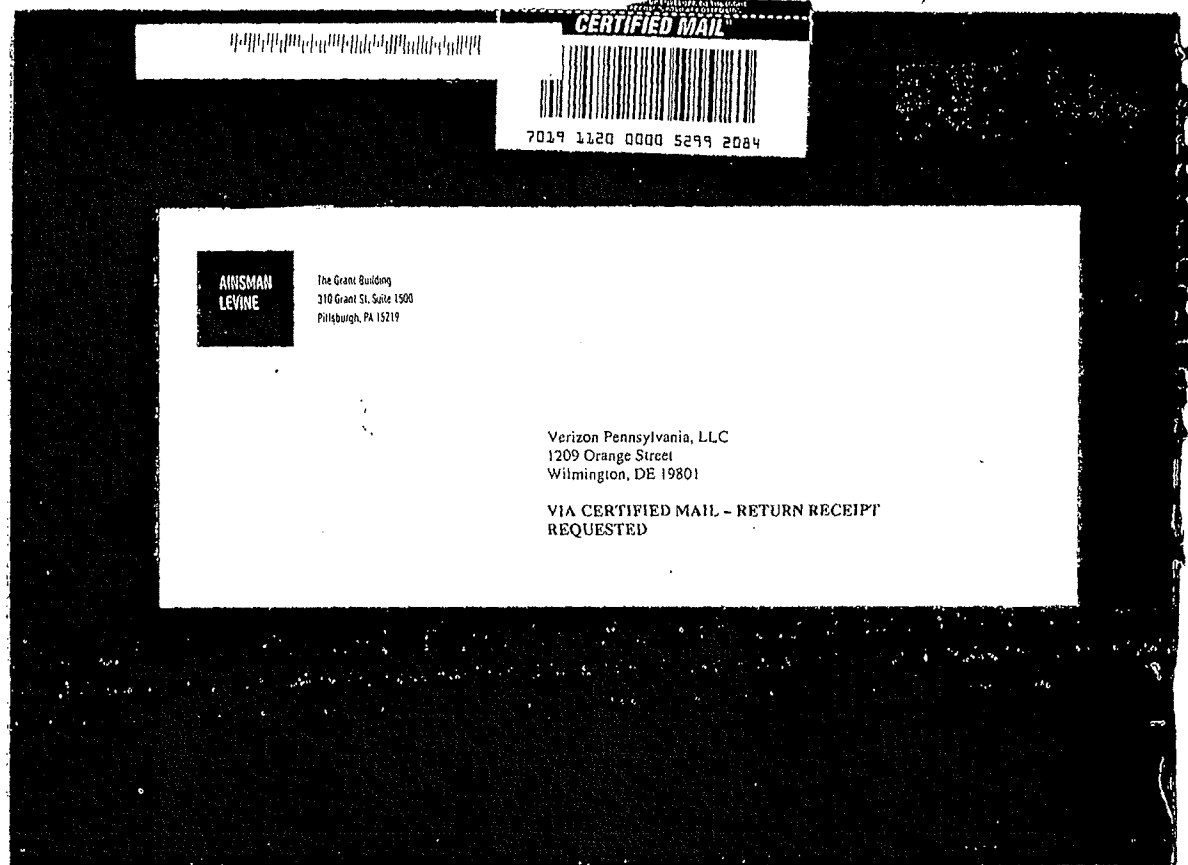 CERTIFIED MAIL
7019 1120 0000 5299 2084
AINSMAN
LEVINE
The Grant Building
310 Grant St, Suite 1500
Pittsburgh, PA 15219
Verizon Pennsylvania, LLC
1209 Orange Street
Wilmington, DE 19801
VIA CERTIFIED MAIL – RETURN RECEIPT
REQUESTED